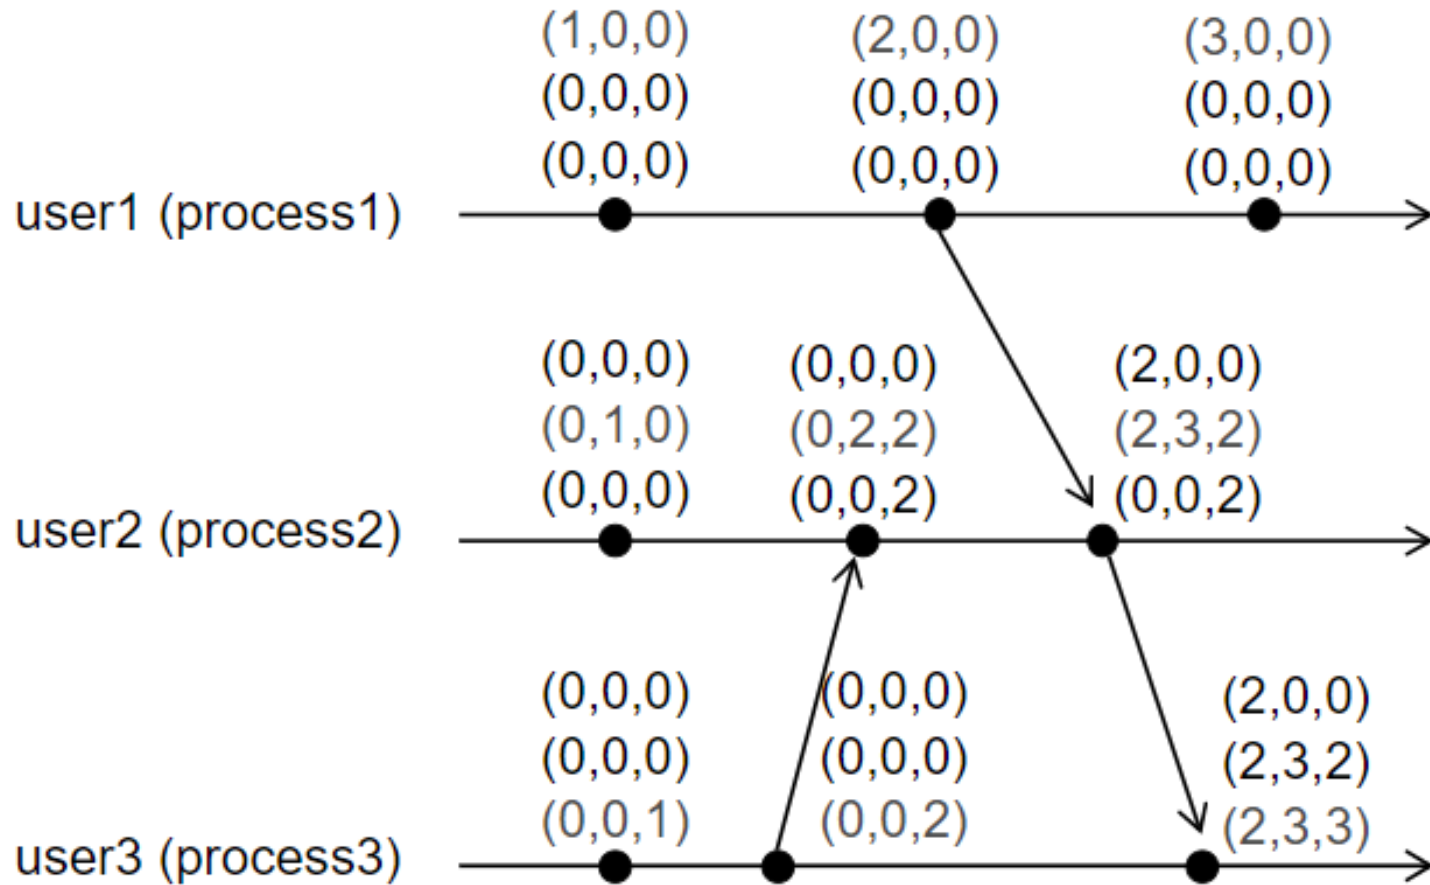 (1,0,0) (2,0,0) (3,0,0)
(0,0,0) (0,0,0) (0,0,0)
(0,0,0) (0,0,0) (0,0,0)
user1 (process1)
(0,0,0) (0,0,0) (2,0,0)
(0,1,0) (0,2,2) (2,3,2)
(0,0,0) (0,0,2) (0,0,2)
user2 (process2)
(0,0,0) (0,0,0) (2,0,0)
(0,0,0) (0,0,0) (2,3,2)
(0,0,1) (0,0,2) (2,3,3)
user3 (process3)